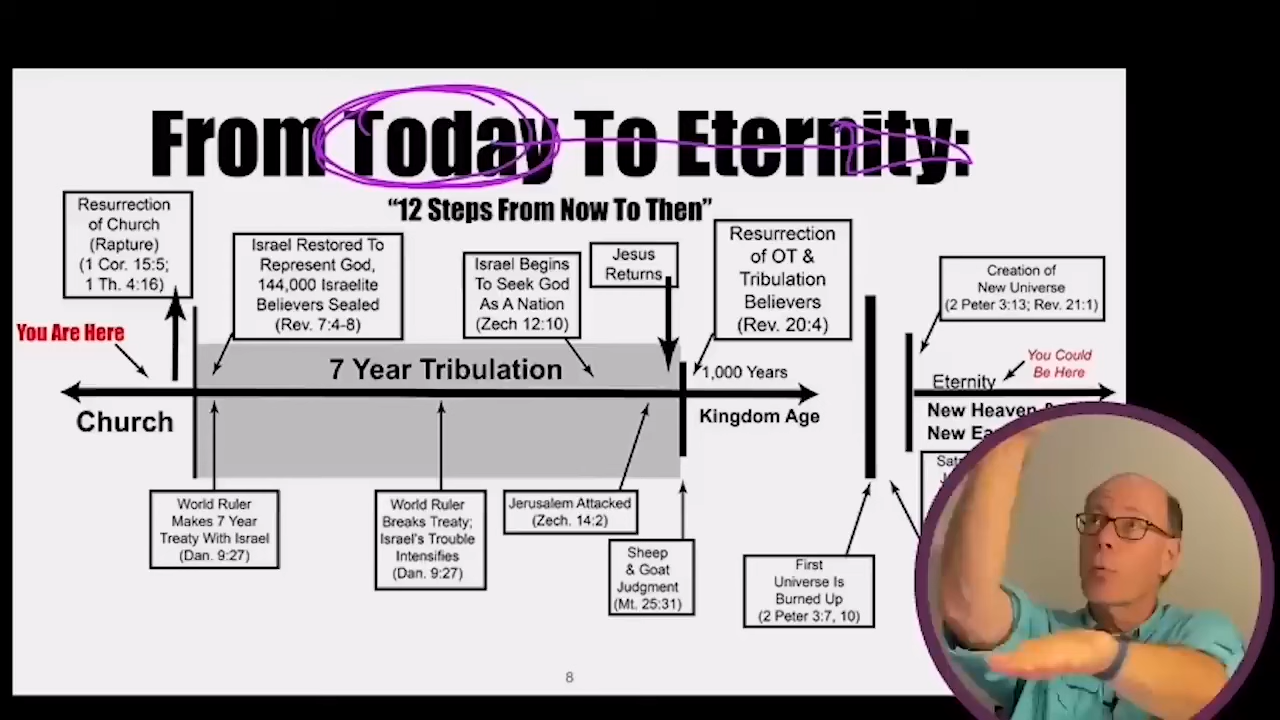 From Today To Eternity:
"12 Steps From Now To Then"
Resurrection
of Church
(Rapture)
(1 Cor. 15:5;
1 Th. 4:16)
Israel Restored To
Represent God,
144,000 Israelite
Believers Sealed
(Rev. 7:4-8)
Israel Begins
To Seek God
As A Nation
(Zech 12:10)
Jesus
Returns
Resurrection
of OT &
Tribulation
Believers
(Rev. 20:4)
Creation of
New Universe
(2 Peter 3:13; Rev. 21:1)
You Are Here
7 Year Tribulation
1,000 Years
Eternity
You Could
Be Here
Church
Kingdom Age
New Heaven
New
World Ruler
Makes 7 Year
Treaty With Israel
(Dan. 9:27)
World Ruler
Breaks Treaty;
Israel's Trouble
Intensifies
(Dan. 9:27)
Jerusalem Attacked
(Zech. 14:2)
Sheep
& Goat
Judgment
(Mt. 25:31)
First
Universe Is
Burned Up
(2 Peter 3:7, 10)
8